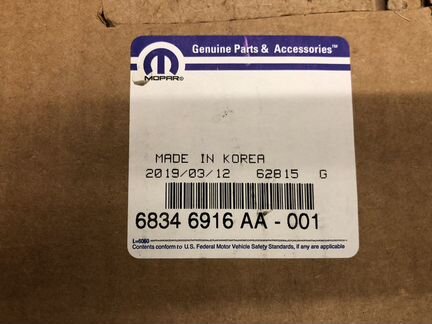 Genuine Parts & Accessories™
MOPAR®
MADE IN KOREA
2019/03/12 62815 G
6834 6916 AA - 001
L=6060
Contents conform to U.S. Federal Motor Vehicle Safety Standards, if any are applicable